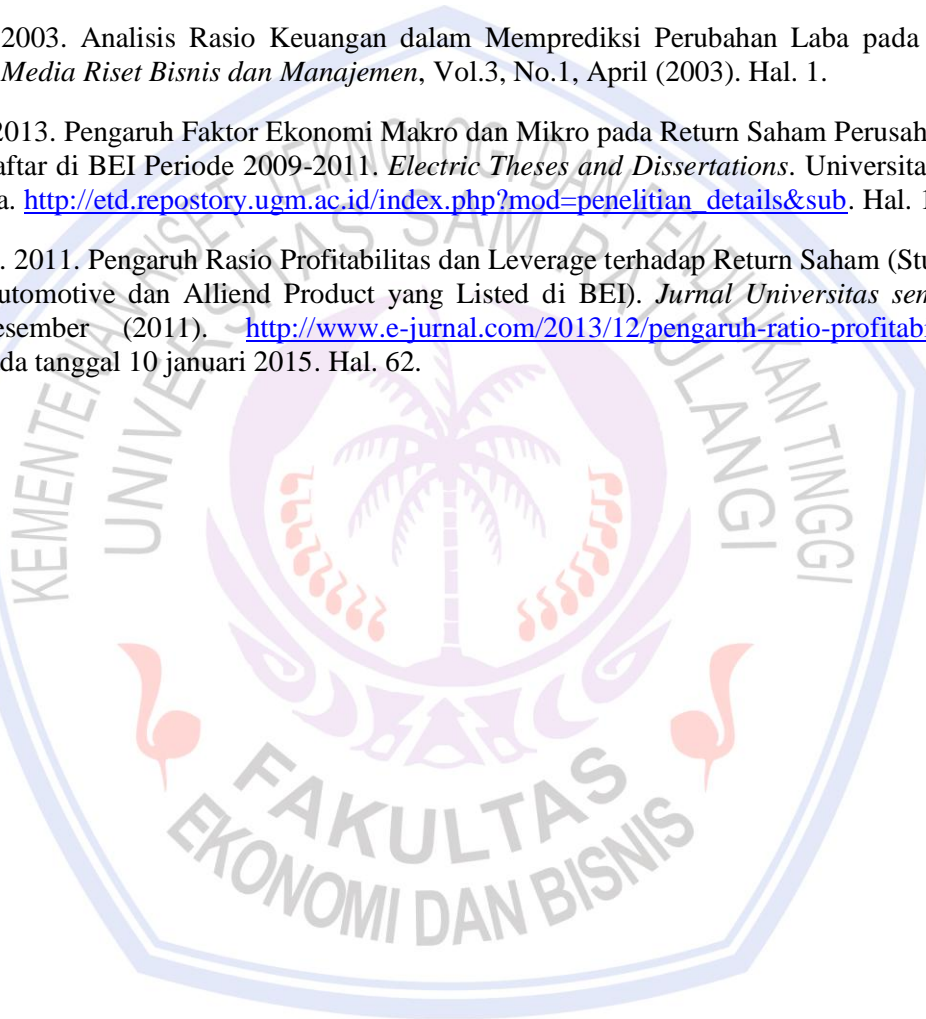 2003. Analisis Rasio Keuangan dalam Memprediksi Perubahan Laba pada
Media Riset Bisnis dan Manajemen, Vol.3, No.1, April (2003). Hal. 1.
2013. Pengaruh Faktor Ekonomi Makro dan Mikro pada Return Saham Perusah
aftar di BEI Periode 2009-2011. Electric Theses and Dissertations. Universita
a. http://etd.repostory.ugm.ac.id/index.php?mod=penelitian_details&sub. Hal. 1
. 2011. Pengaruh Rasio Profitabilitas dan Leverage terhadap Return Saham (Stu
utomotive dan Alliend Product yang Listed di BEI). Jurnal Universitas sem
esember (2011). http://www.e-jurnal.com/2013/12/pengaruh-ratio-profitab
da tanggal 10 januari 2015. Hal. 62.
KEMENTERIAN RISET TEKNOLOGI DAN PENDIDIKAN TINGGI
UNIVERSITAS SAM RATULANGI
FAKULTAS
EKONOMI DAN BISNIS